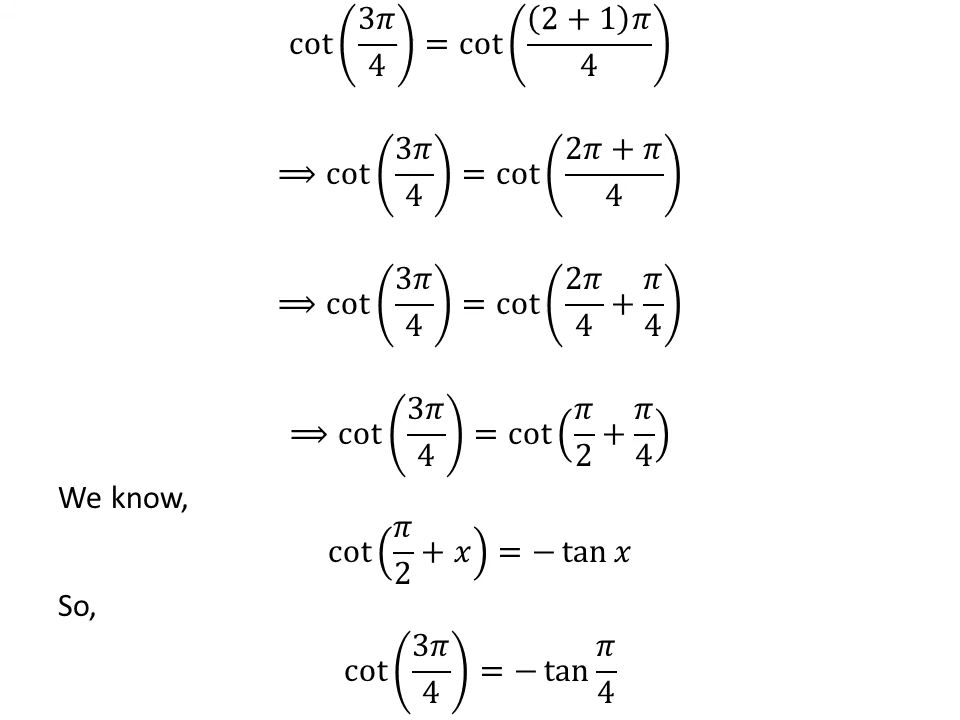 cot(3π/4) = cot((2 + 1)π/4)
⟹ cot(3π/4) = cot((2π + π)/4)
⟹ cot(3π/4) = cot(2π/4 + π/4)
⟹ cot(3π/4) = cot(π/2 + π/4)
We know,
cot(π/2 + x) = − tan x
So,
cot(3π/4) = − tan π/4